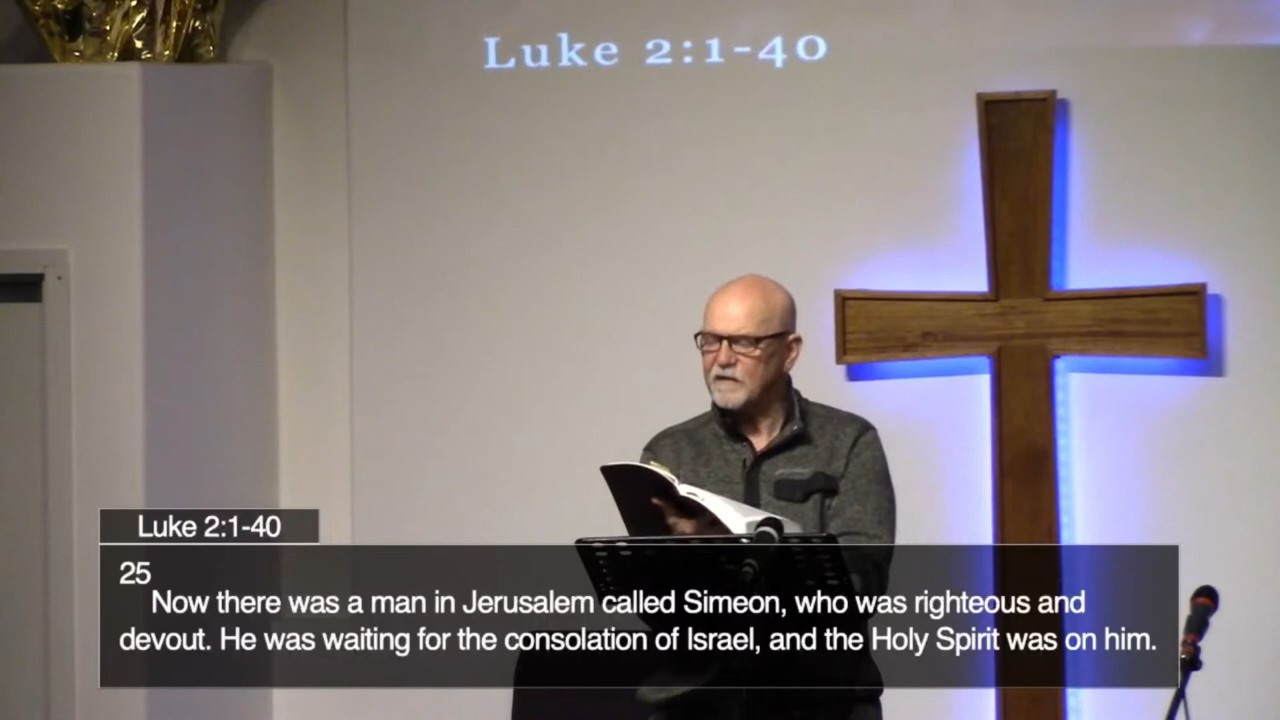 Luke 2:1-40
Luke 2:1-40
25
Now there was a man in Jerusalem called Simeon, who was righteous and
devout. He was waiting for the consolation of Israel, and the Holy Spirit was on him.